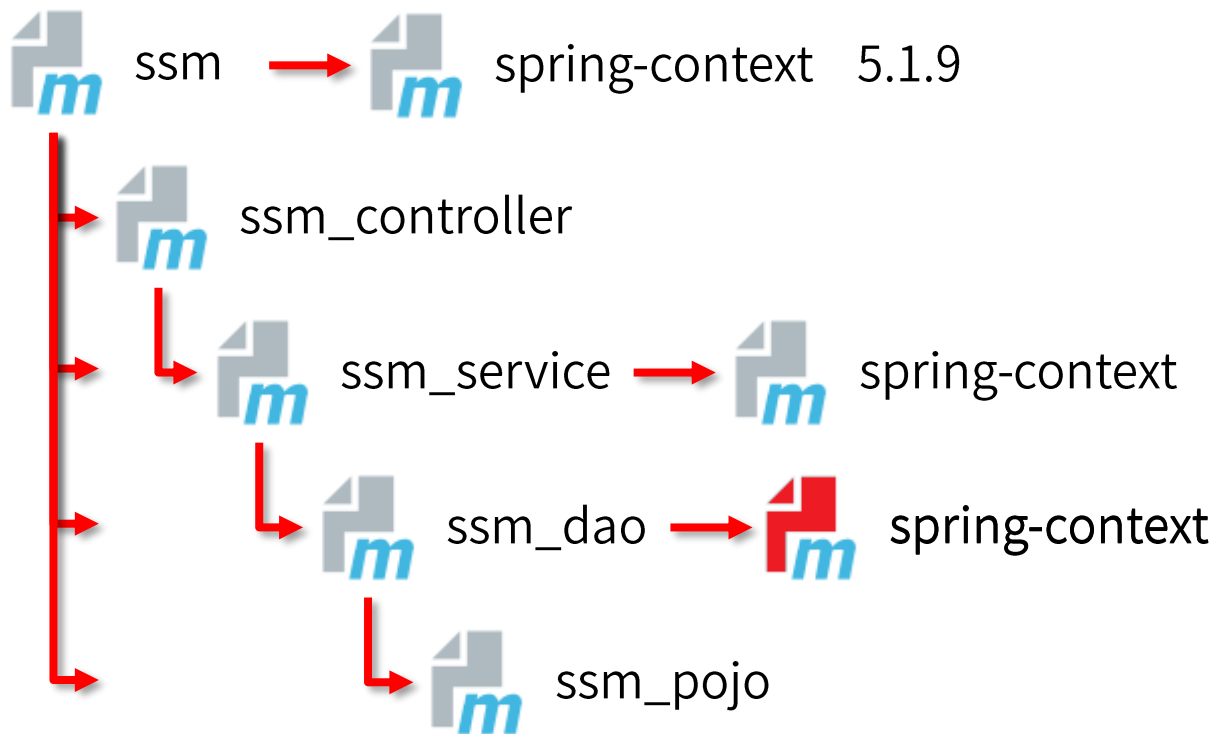 m ssm m spring-context 5.1.9
m ssm_controller
m ssm_service m spring-context
m ssm_dao m spring-context
m ssm_pojo